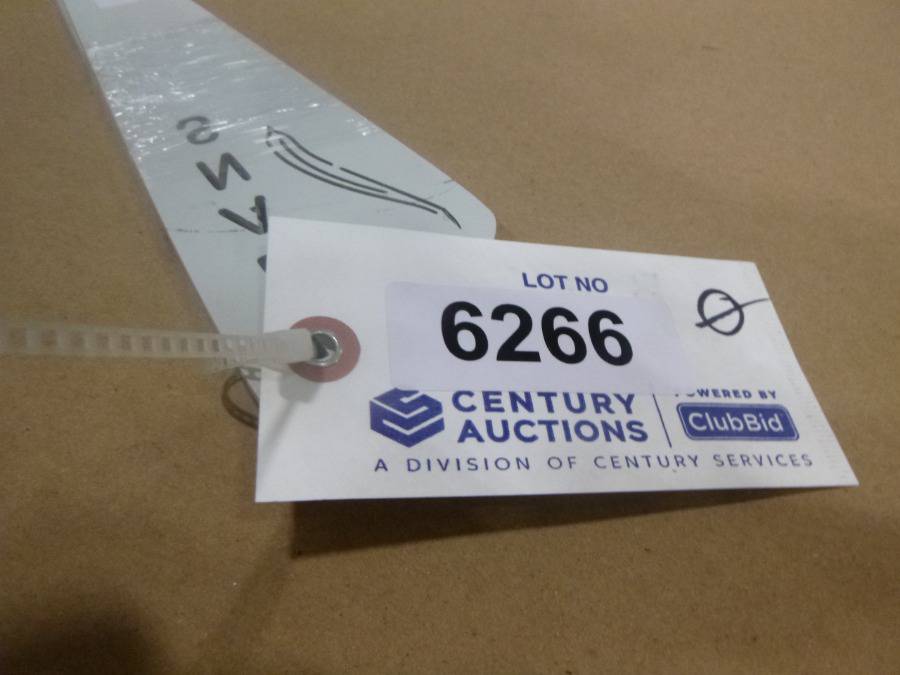 LOT NO
6266
CENTURY
AUCTIONS
POWERED BY
ClubBid
A DIVISION OF CENTURY SERVICES